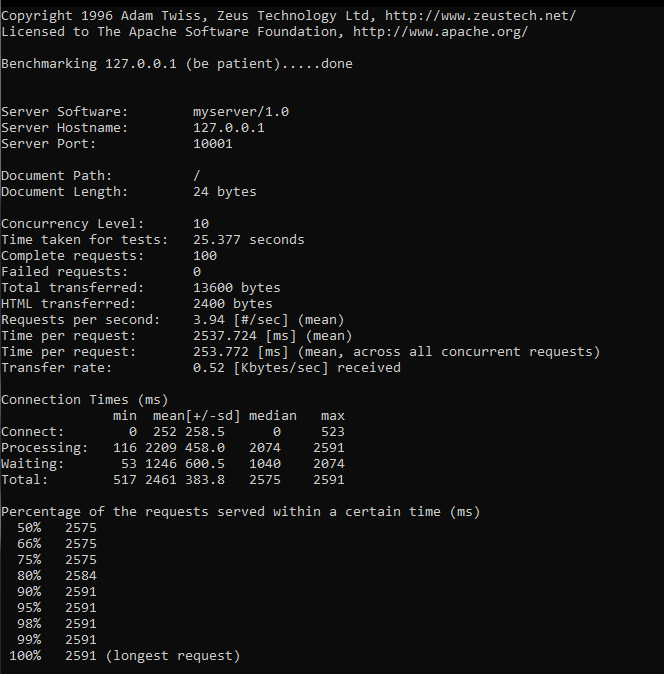 Copyright 1996 Adam Twiss, Zeus Technology Ltd, http://www.zeustech.net/
Licensed to The Apache Software Foundation, http://www.apache.org/

Benchmarking 127.0.0.1 (be patient).....done


Server Software:        myserver/1.0
Server Hostname:        127.0.0.1
Server Port:            10001

Document Path:          /
Document Length:        24 bytes

Concurrency Level:      10
Time taken for tests:   25.377 seconds
Complete requests:      100
Failed requests:        0
Total transferred:      13600 bytes
HTML transferred:       2400 bytes
Requests per second:    3.94 [#/sec] (mean)
Time per request:       2537.724 [ms] (mean)
Time per request:       253.772 [ms] (mean, across all concurrent requests)
Transfer rate:          0.52 [Kbytes/sec] received

Connection Times (ms)
              min  mean[+/-sd] median   max
Connect:        0  252 258.5      0     523
Processing:   116 2209 458.0   2074    2591
Waiting:       53 1246 600.5   1040    2074
Total:        517 2461 383.8   2575    2591

Percentage of the requests served within a certain time (ms)
  50%   2575
  66%   2575
  75%   2575
  80%   2584
  90%   2591
  95%   2591
  98%   2591
  99%   2591
 100%   2591 (longest request)